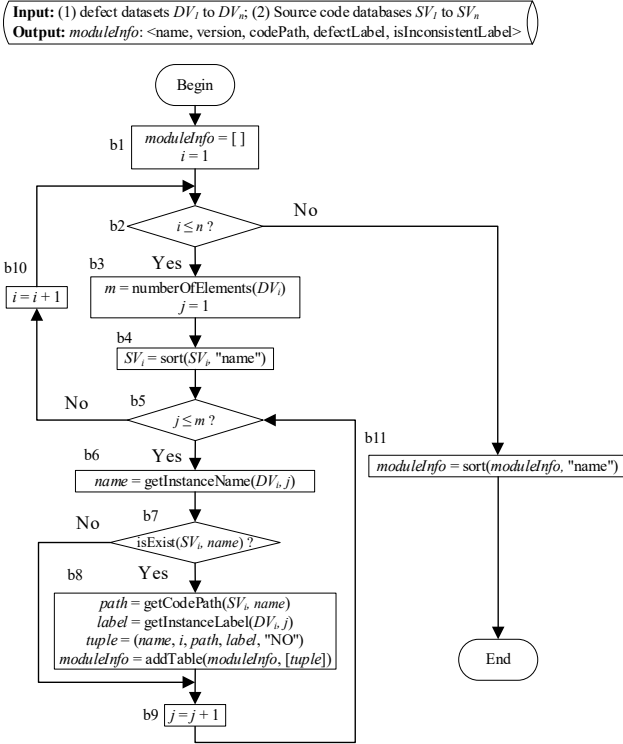 Input: (1) defect datasets DV1 to DVn; (2) Source code databases SV1 to SVn
Output: moduleInfo: <name, version, codePath, defectLabel, isInconsistentLabel>
Begin
b1
moduleInfo = [ ]
i = 1
b2
i ≤ n ?
No
Yes
b3
m = numberOfElements(DVi)
j = 1
b10
i = i + 1
b4
SVi = sort(SVi, "name")
b5
j ≤ m ?
No
Yes
b11
moduleInfo = sort(moduleInfo, "name")
b6
name = getInstanceName(DVi, j)
b7
isExist(SVi, name) ?
No
Yes
b8
path = getCodePath(SVi, name)
label = getInstanceLabel(DVi, j)
tuple = (name, i, path, label, "NO")
moduleInfo = addTable(moduleInfo, [tuple])
End
b9
j = j + 1